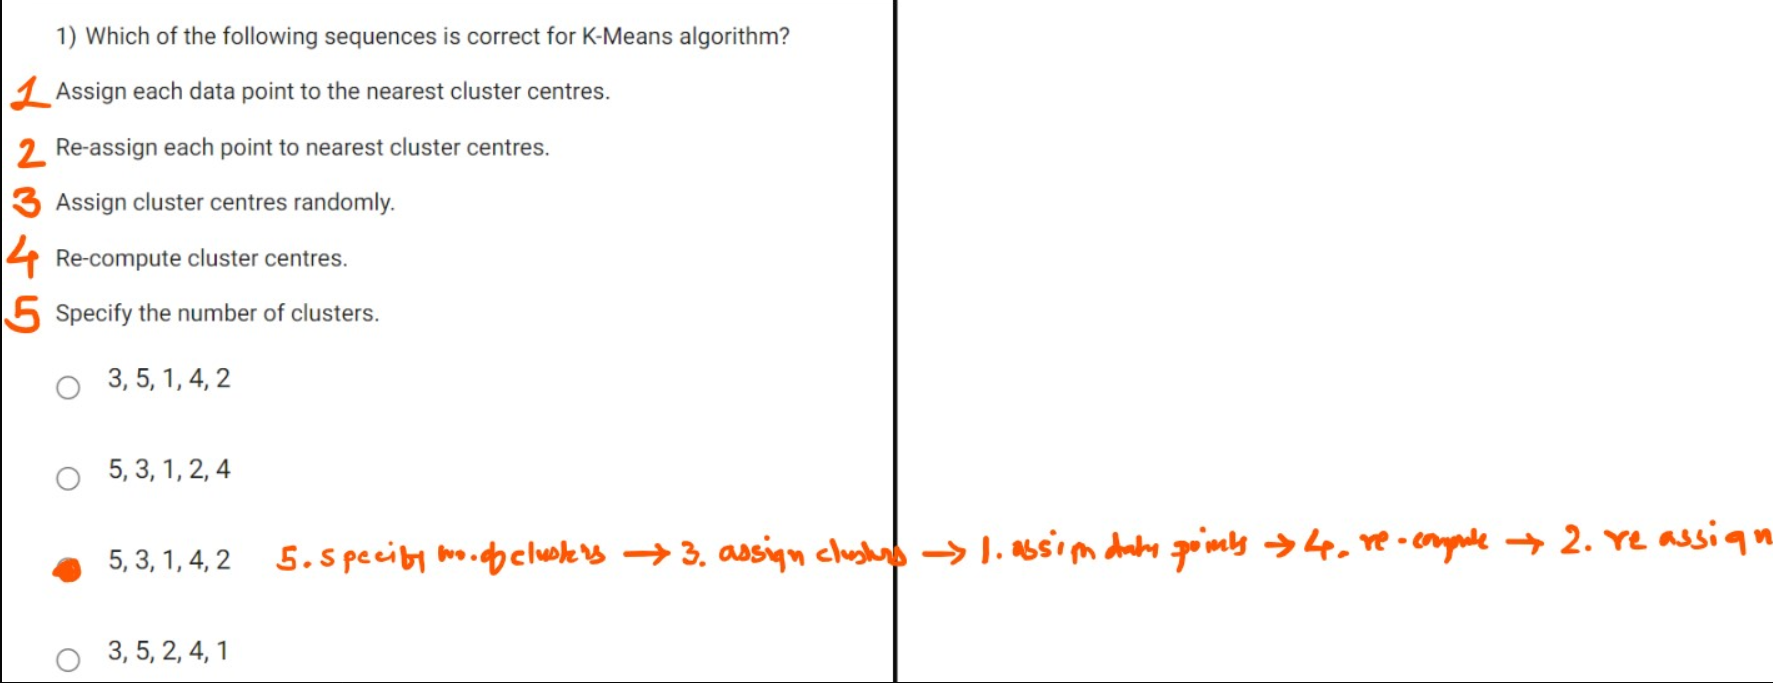 1) Which of the following sequences is correct for K-Means algorithm?
1 Assign each data point to the nearest cluster centres.
2 Re-assign each point to nearest cluster centres.
3 Assign cluster centres randomly.
4 Re-compute cluster centres.
5 Specify the number of clusters.
3, 5, 1, 4, 2
5, 3, 1, 2, 4
5, 3, 1, 4, 2 5. specify no. of clusters → 3. assign clusters → 1. assign data points → 4. re-compute → 2. re assign
3, 5, 2, 4, 1